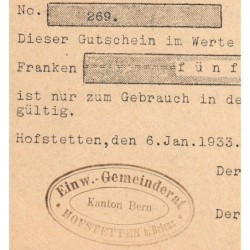 No. 269.
Dieser Gutschein im Werte
Franken -=-=-=-=-=-fünf
ist nur zum Gebrauch in de
gültig.
Hofstetten, den 6.Jan.1933.
Der
Einw.-Gemeinderat
Kanton Bern
HOFSTETTEN b. Brienz
Der